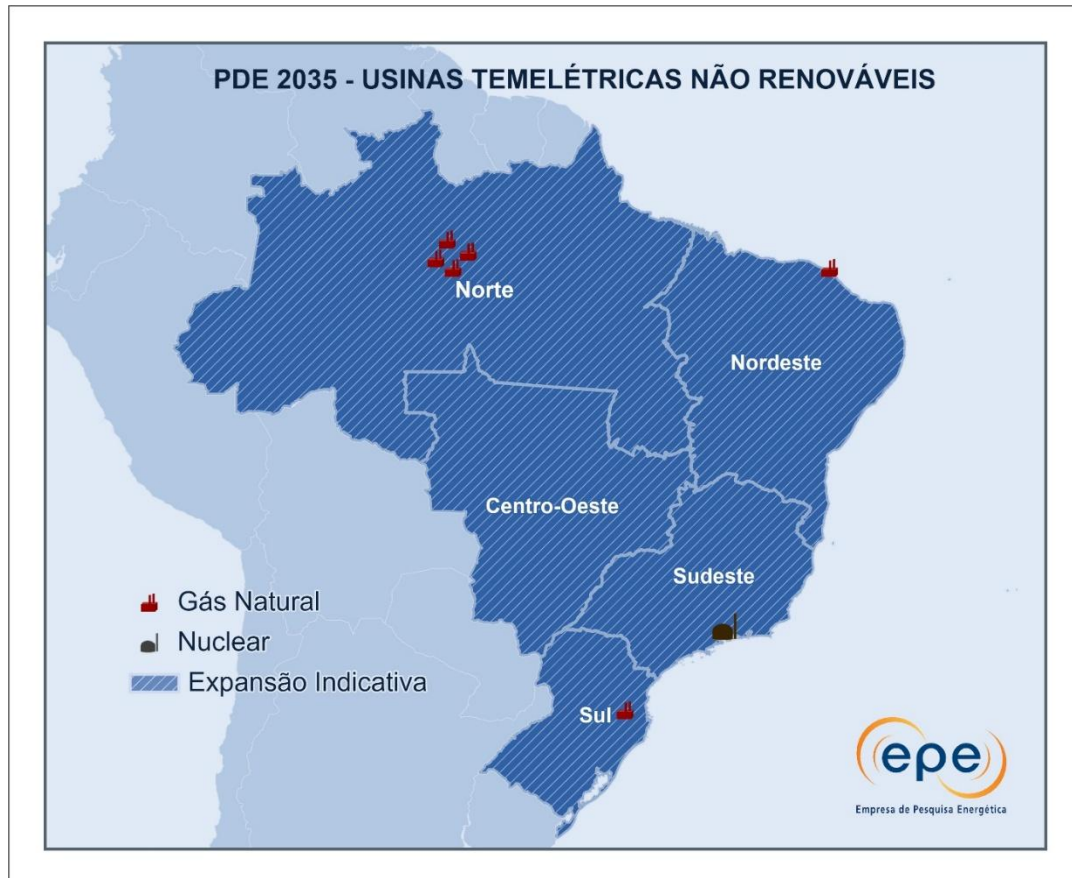 PDE 2035 - USINAS TEMELÉTRICAS NÃO RENOVÁVEIS
Norte
Nordeste
Centro-Oeste
Sudeste
Gás Natural
Nuclear
Expansão Indicativa
Sul
epe
Empresa de Pesquisa Energética